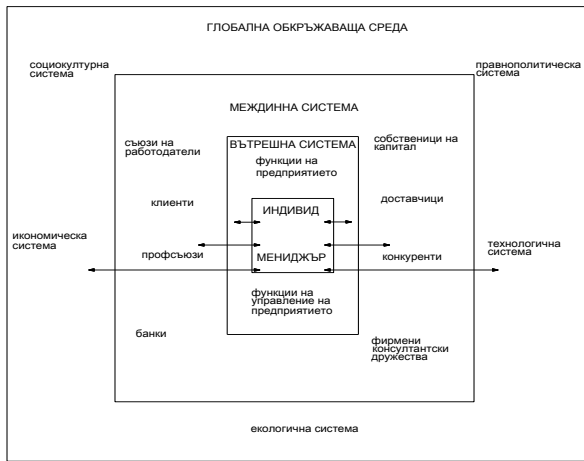 ГЛОБАЛНА ОБКРЪЖАВАЩА СРЕДА
социокултурна
система
правнополитическа
система
МЕЖДИННА СИСТЕМА
съюзи на
работодатели
ВЪТРЕШНА СИСТЕМА
функции на
предприятието
собственици на
капитал
клиенти
ИНДИВИД
доставчици
икономическа
система
профсъюзи
МЕНИДЖЪР
конкуренти
технологична
система
функции на
управление на
предприятието
банки
фирмени
консултантски
дружества
екологична система